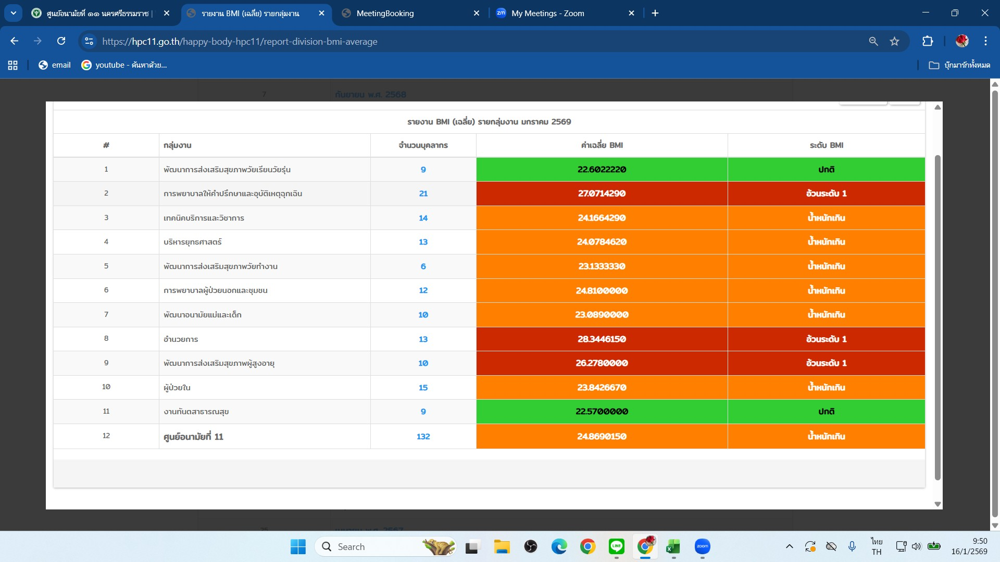 ศูนย์อนามัยที่ ๑๑ นครศรีธรรมราช |
รายงาน BMI (เฉลี่ย) รายกลุ่มงาน
MeetingBooking
zm My Meetings - Zoom
https://hpc11.go.th/happy-body-hpc11/report-division-bmi-average
email
youtube - ค้นหาด้วย...
บุ๊กมาร์กทั้งหมด
7 กันยายน พ.ศ. 2568
รายงาน BMI (เฉลี่ย) รายกลุ่มงาน มกราคม 2569
# กลุ่มงาน จำนวนบุคลากร ค่าเฉลี่ย BMI ระดับ BMI
1 พัฒนาการส่งเสริมสุขภาพวัยเรียนวัยรุ่น 9 22.6022220 ปกติ
2 การพยาบาลให้คำปรึกษาและอุบัติเหตุฉุกเฉิน 21 27.0714290 อ้วนระดับ 1
3 เทคนิคบริการและวิชาการ 14 24.1664290 น้ำหนักเกิน
4 บริหารยุทธศาสตร์ 13 24.0784620 น้ำหนักเกิน
5 พัฒนาการส่งเสริมสุขภาพวัยทำงาน 6 23.1333330 น้ำหนักเกิน
6 การพยาบาลผู้ป่วยนอกและชุมชน 12 24.8100000 น้ำหนักเกิน
7 พัฒนาอนามัยแม่และเด็ก 10 23.0890000 น้ำหนักเกิน
8 อำนวยการ 13 28.3446150 อ้วนระดับ 1
9 พัฒนาการส่งเสริมสุขภาพผู้สูงอายุ 10 26.2780000 อ้วนระดับ 1
10 ผู้ป่วยใน 15 23.8426670 น้ำหนักเกิน
11 งานทันตสาธารณสุข 9 22.5700000 ปกติ
12 ศูนย์อนามัยที่ 11 132 24.8690150 น้ำหนักเกิน
25 เมษายน พ.ศ. 2567
Search
LINE
zoom
ไทย
TH
9:50
16/1/2569